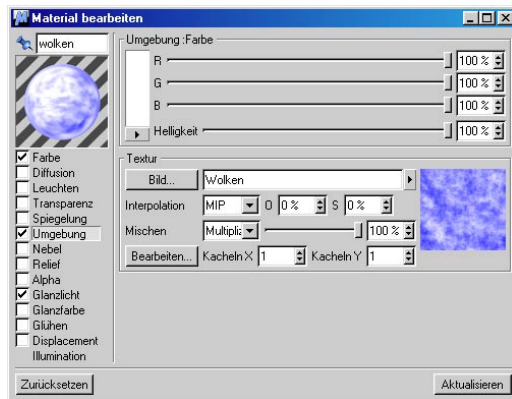 Material bearbeiten
wolken
Farbe
Diffusion
Leuchten
Transparenz
Spiegelung
Umgebung
Nebel
Relief
Alpha
Glanzlicht
Glanzfarbe
Glühen
Displacement
Illumination
Umgebung :Farbe
R 100 %
G 100 %
B 100 %
Helligkeit 100 %
Textur
Bild... Wolken
Interpolation MIP O 0 % S 0 %
Mischen Multipliz 100 %
Bearbeiten... Kacheln X 1 Kacheln Y 1
Zurücksetzen Aktualisieren